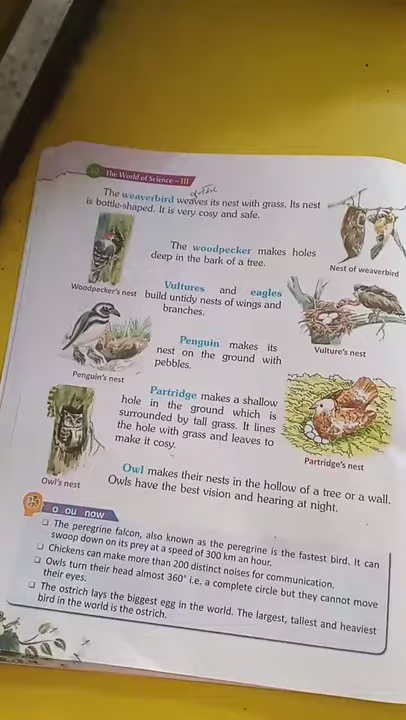 The World of Science – III
The weaverbird weaves its nest with grass. Its nest
is bottle-shaped. It is very cosy and safe.
Nest of weaverbird
The woodpecker makes holes
deep in the bark of a tree.
Woodpecker's nest
Vultures and eagles
build untidy nests of wings and
branches.
Vulture's nest
Penguin makes its
nest on the ground with
pebbles.
Penguin's nest
Partridge makes a shallow
hole in the ground which is
surrounded by tall grass. It lines
the hole with grass and leaves to
make it cosy.
Partridge's nest
Owl makes their nests in the hollow of a tree or a wall.
Owls have the best vision and hearing at night.
Owl's nest
o ou now
❑ The peregrine falcon, also known as the peregrine is the fastest bird. It can
swoop down on its prey at a speed of 300 km an hour.
❑ Chickens can make more than 200 distinct noises for communication.
❑ Owls turn their head almost 360° i.e. a complete circle but they cannot move
their eyes.
❑ The ostrich lays the biggest egg in the world. The largest, tallest and heaviest
bird in the world is the ostrich.